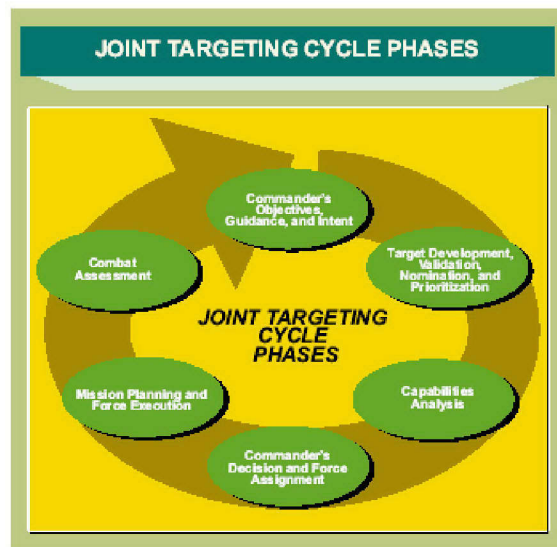 JOINT TARGETING CYCLE PHASES
Commander's
Objectives,
Guidance, and Intent
Target Development,
Validation,
Nomination, and
Prioritization
Capabilities
Analysis
Commander's
Decision and Force
Assignment
Mission Planning and
Force Execution
Combat
Assessment
JOINT TARGETING
CYCLE
PHASES